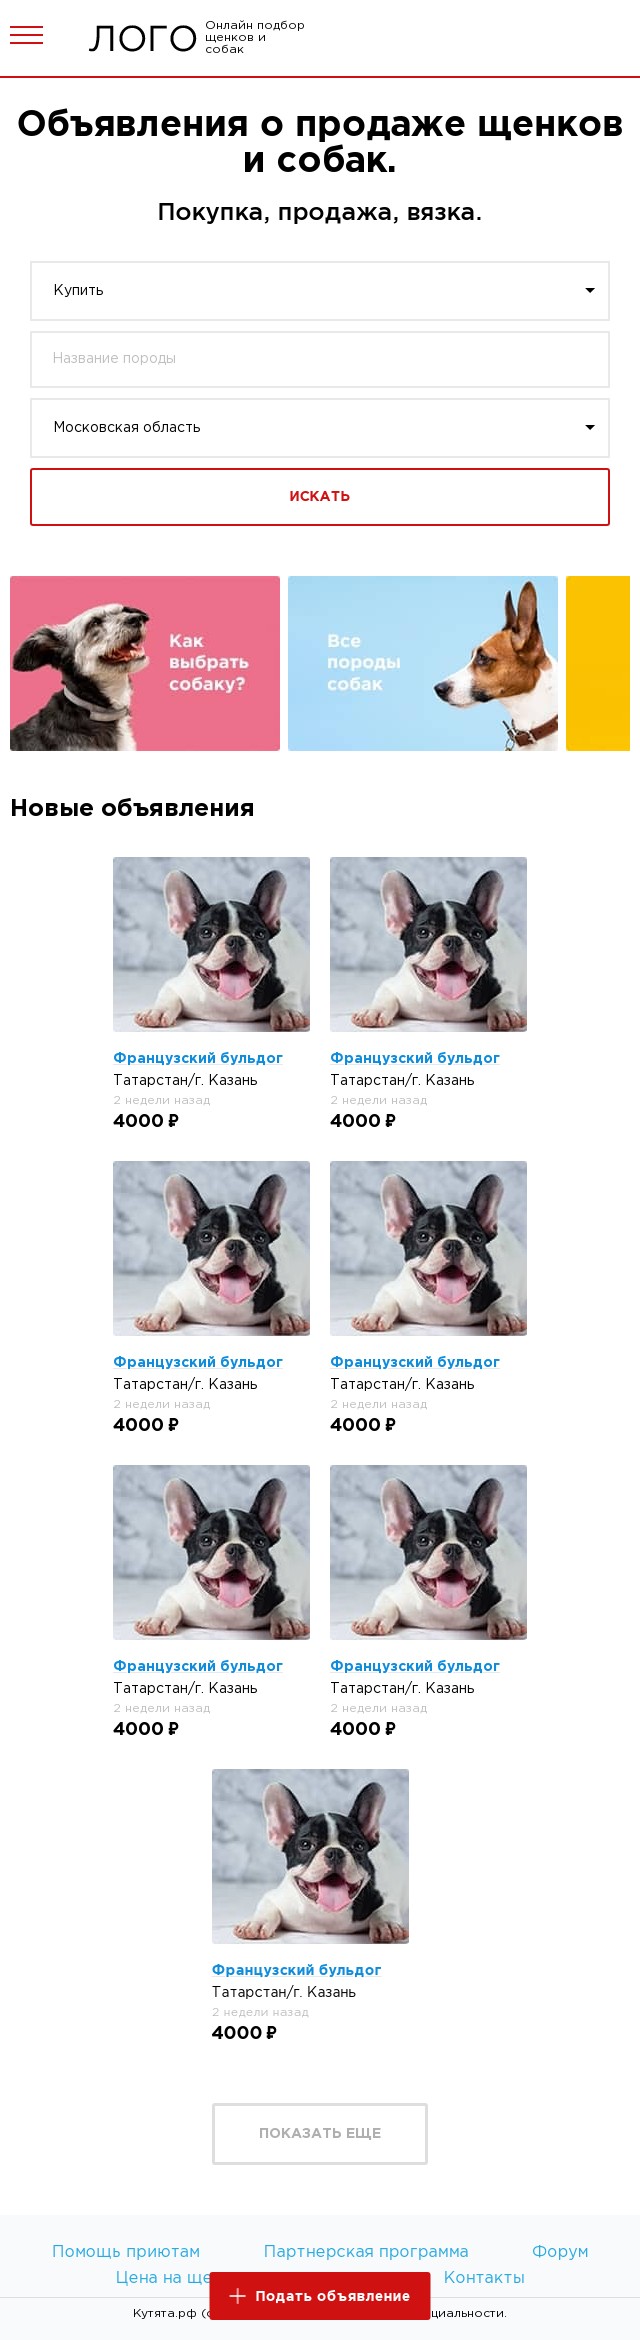 ЛОГО
Онлайн подбор
щенков и
собак
Объявления о продаже щенков
и собак.
Покупка, продажа, вязка.
Купить
Название породы
Московская область
ИСКАТЬ
Как
выбрать
собаку?
Все
породы
собак
Новые объявления
Французский бульдог
Татарстан/г. Казань
2 недели назад
4000 ₽
Французский бульдог
Татарстан/г. Казань
2 недели назад
4000 ₽
Французский бульдог
Татарстан/г. Казань
2 недели назад
4000 ₽
Французский бульдог
Татарстан/г. Казань
2 недели назад
4000 ₽
Французский бульдог
Татарстан/г. Казань
2 недели назад
4000 ₽
Французский бульдог
Татарстан/г. Казань
2 недели назад
4000 ₽
Французский бульдог
Татарстан/г. Казань
2 недели назад
4000 ₽
ПОКАЗАТЬ ЕЩЕ
Помощь приютам Партнерская программа Форум
Цена на Контакты
Подать объявление
Кутята.рф